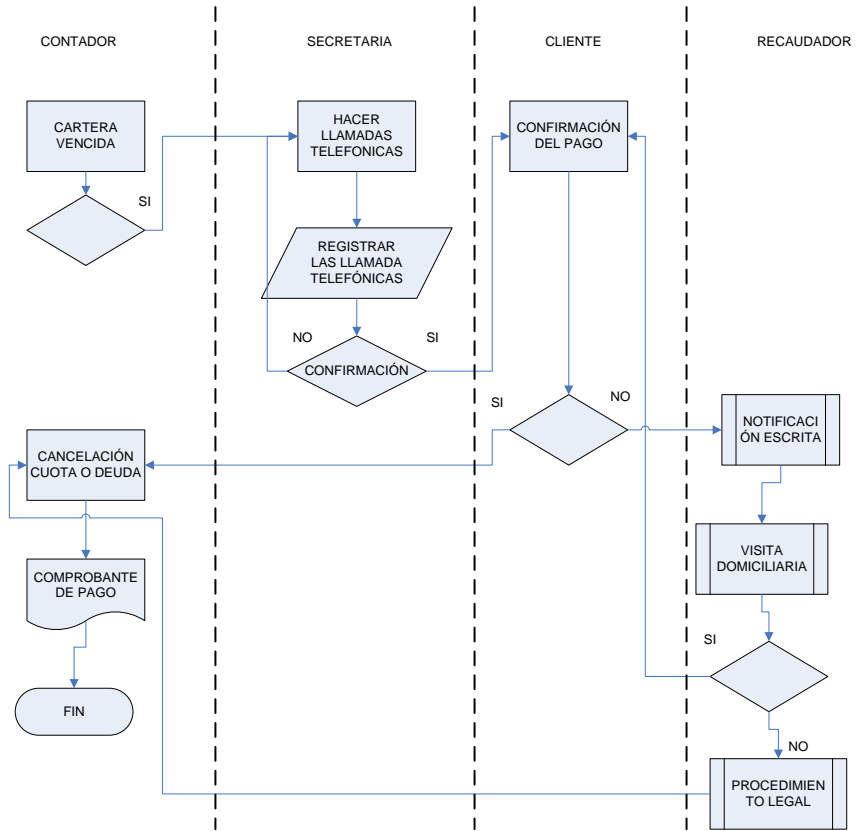 CONTADOR
SECRETARIA
CLIENTE
RECAUDADOR
CARTERA
VENCIDA
SI
HACER
LLAMADAS
TELEFONICAS
CONFIRMACIÓN
DEL PAGO
REGISTRAR
LAS LLAMADA
TELEFÓNICAS
NO
SI
CONFIRMACIÓN
SI
NO
NOTIFICACI
ÓN ESCRITA
CANCELACIÓN
CUOTA O DEUDA
VISITA
DOMICILIARIA
COMPROBANTE
DE PAGO
SI
FIN
NO
PROCEDIMIEN
TO LEGAL